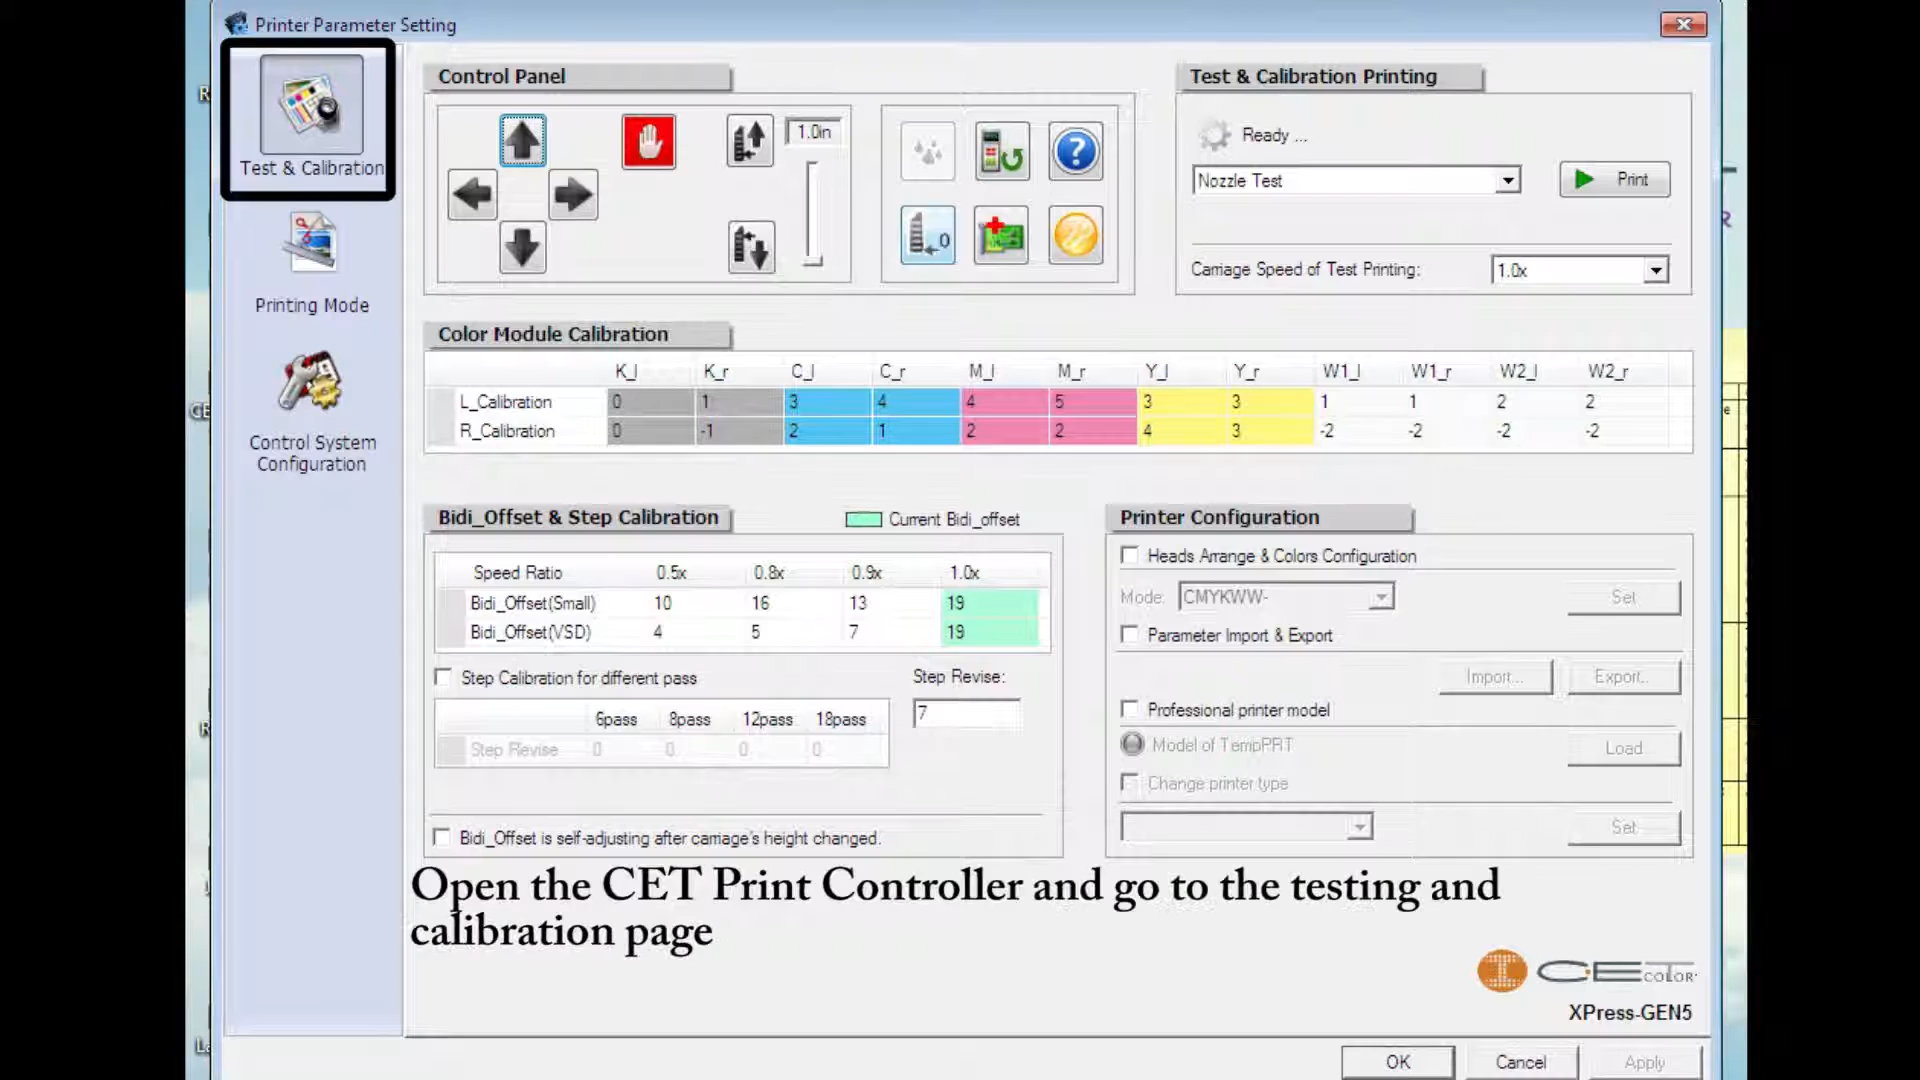 Printer Parameter Setting
Test & Calibration
Printing Mode
Control System
Configuration
Control Panel
1.0in
0
Test & Calibration Printing
Ready ...
Nozzle Test
Print
Carriage Speed of Test Printing:
1.0x
Color Module Calibration
K_l K_r C_l C_r M_l M_r Y_l Y_r W1_l W1_r W2_l W2_r
L_Calibration 0 1 3 4 4 5 3 3 1 1 2 2
R_Calibration 0 -1 2 1 2 2 4 3 -2 -2 -2 -2
Bidi_Offset & Step Calibration
Current Bidi_offset
Speed Ratio 0.5x 0.8x 0.9x 1.0x
Bidi_Offset(Small) 10 16 13 19
Bidi_Offset(VSD) 4 5 7 19
Step Calibration for different pass
Step Revise:
7
6pass 8pass 12pass 18pass
Step Revise 0 0 0 0
Bidi_Offset is self-adjusting after carriage's height changed.
Printer Configuration
Heads Arrange & Colors Configuration
Mode: CMYKWW- Set
Parameter Import & Export
Import... Export...
Professional printer model
Model of TempPRT Load
Change printer type
Set
Open the CET Print Controller and go to the testing and
calibration page
CET COLOR
XPress-GEN5
OK Cancel Apply